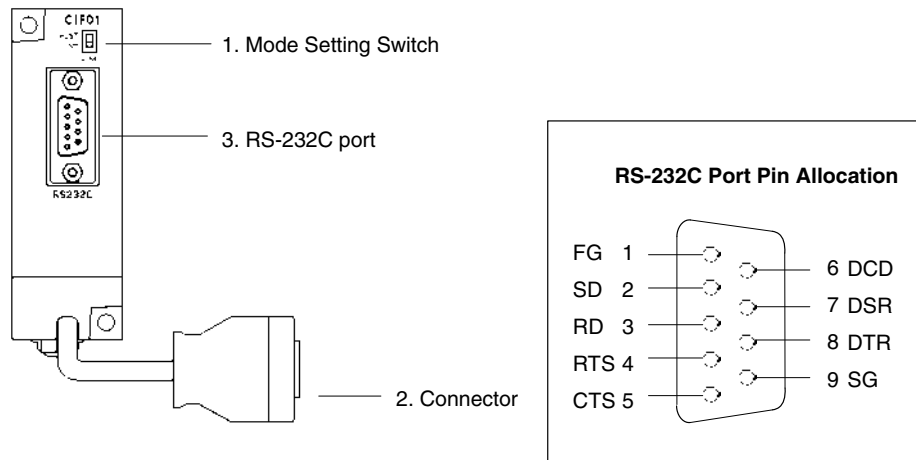 CIF01
1. Mode Setting Switch
3. RS-232C port
RS232C
2. Connector
RS-232C Port Pin Allocation
FG 1
SD 2
RD 3
RTS 4
CTS 5
6 DCD
7 DSR
8 DTR
9 SG